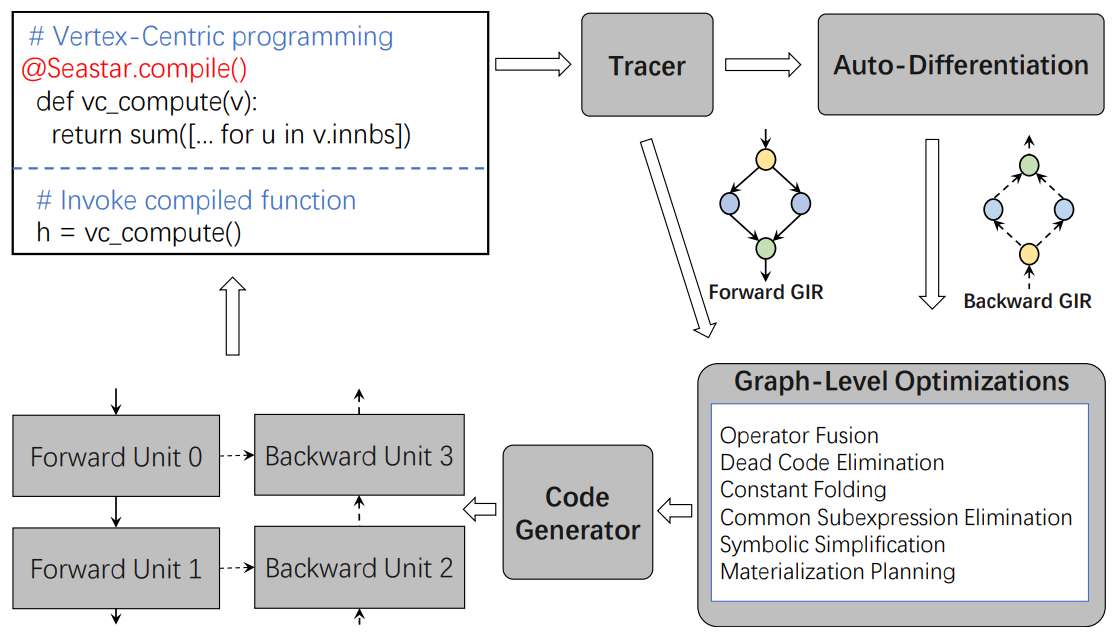 # Vertex-Centric programming
@Seastar.compile()
def vc_compute(v):
return sum([... for u in v.innbs])
# Invoke compiled function
h = vc_compute()
Tracer
Auto-Differentiation
Forward GIR
Backward GIR
Graph-Level Optimizations
Operator Fusion
Dead Code Elimination
Constant Folding
Common Subexpression Elimination
Symbolic Simplification
Materialization Planning
Code
Generator
Forward Unit 0
Backward Unit 3
Forward Unit 1
Backward Unit 2